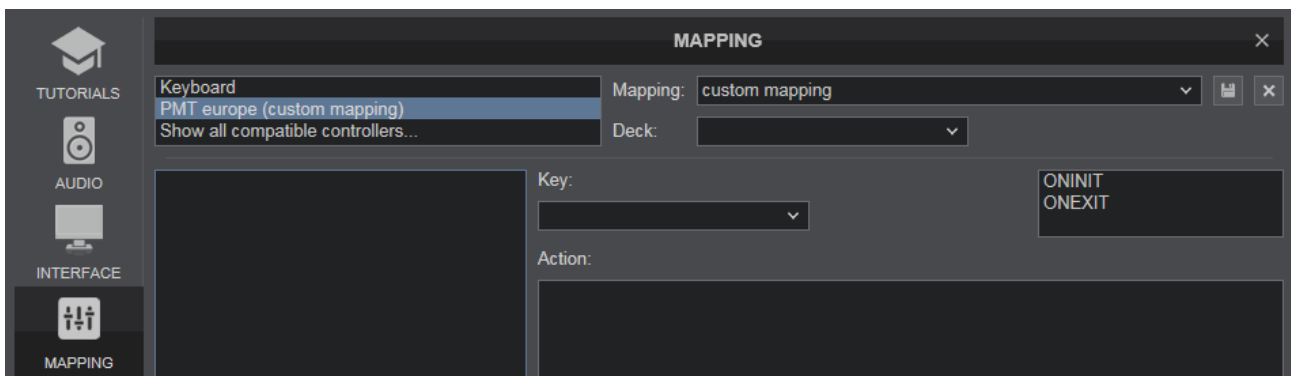 MAPPING
TUTORIALS
Keyboard
PMT europe (custom mapping)
Show all compatible controllers...
Mapping: custom mapping
Deck:
AUDIO
Key:
ONINIT
ONEXIT
INTERFACE
Action:
MAPPING